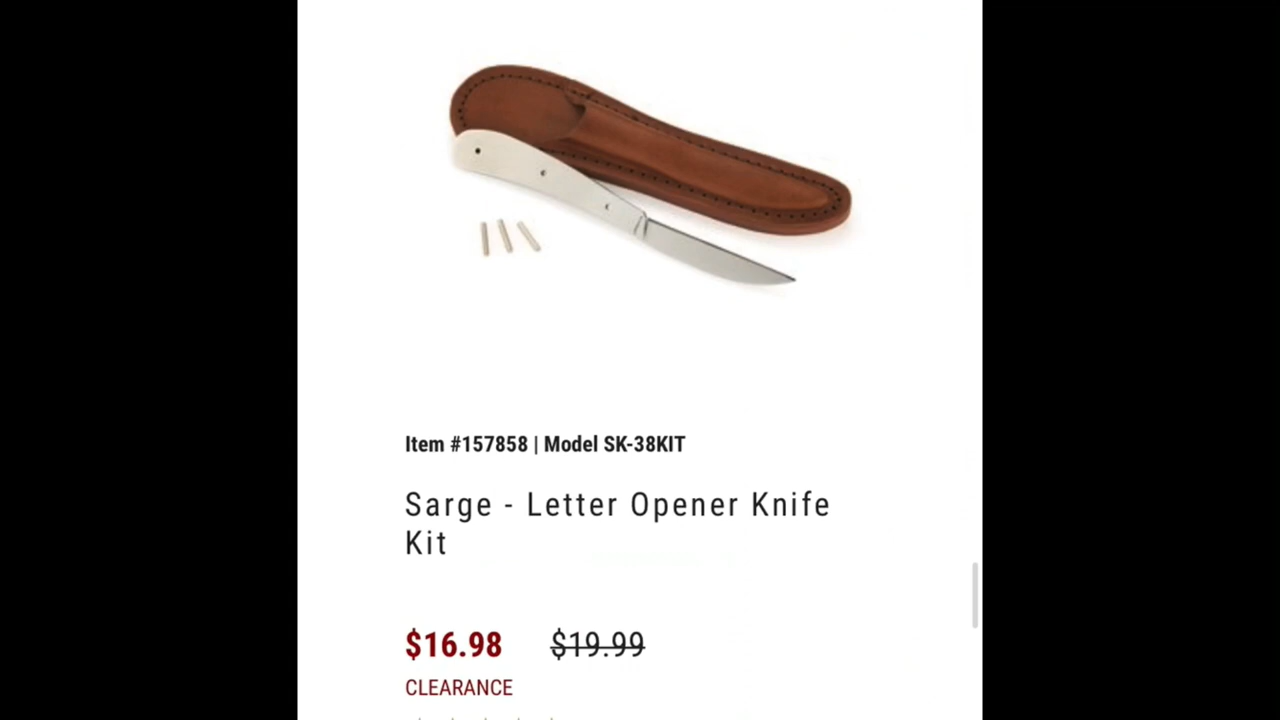 Item #157858 | Model SK-38KIT
Sarge - Letter Opener Knife
Kit
$16.98 $19.99
CLEARANCE